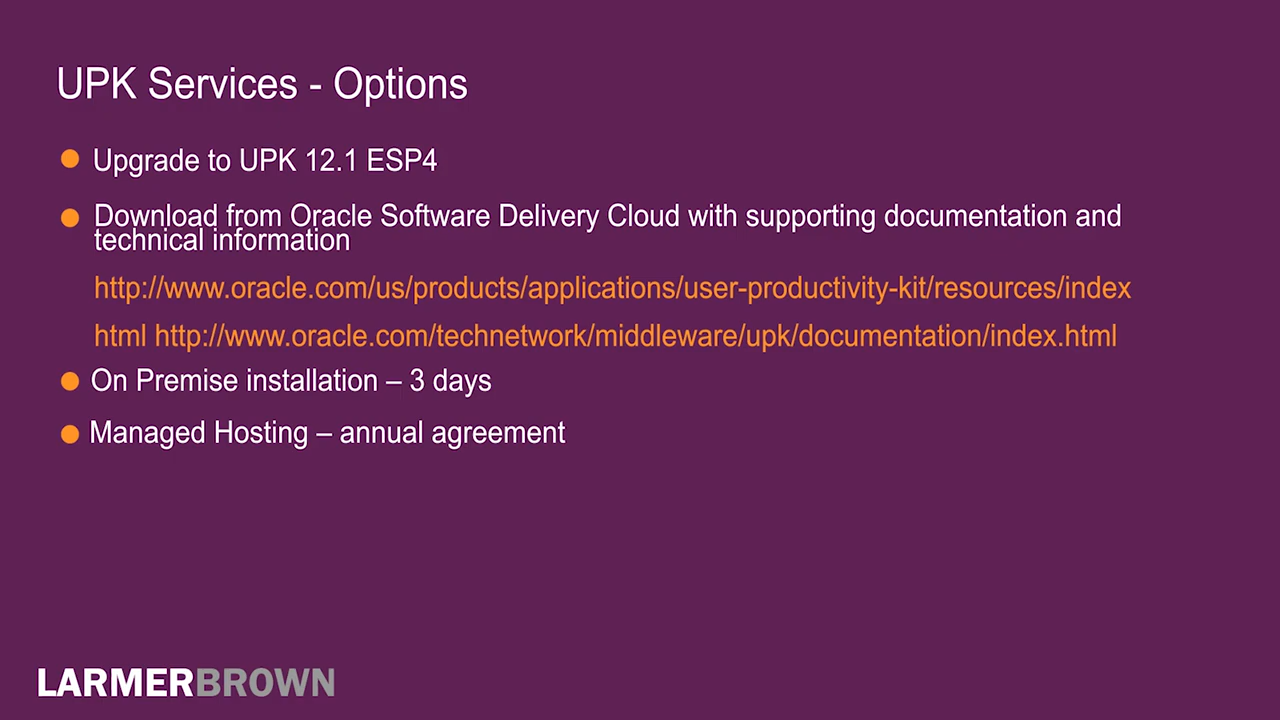 UPK Services - Options
Upgrade to UPK 12.1 ESP4
Download from Oracle Software Delivery Cloud with supporting documentation and
technical information
http://www.oracle.com/us/products/applications/user-productivity-kit/resources/index
html http://www.oracle.com/technetwork/middleware/upk/documentation/index.html
On Premise installation – 3 days
Managed Hosting – annual agreement
LARMERBROWN